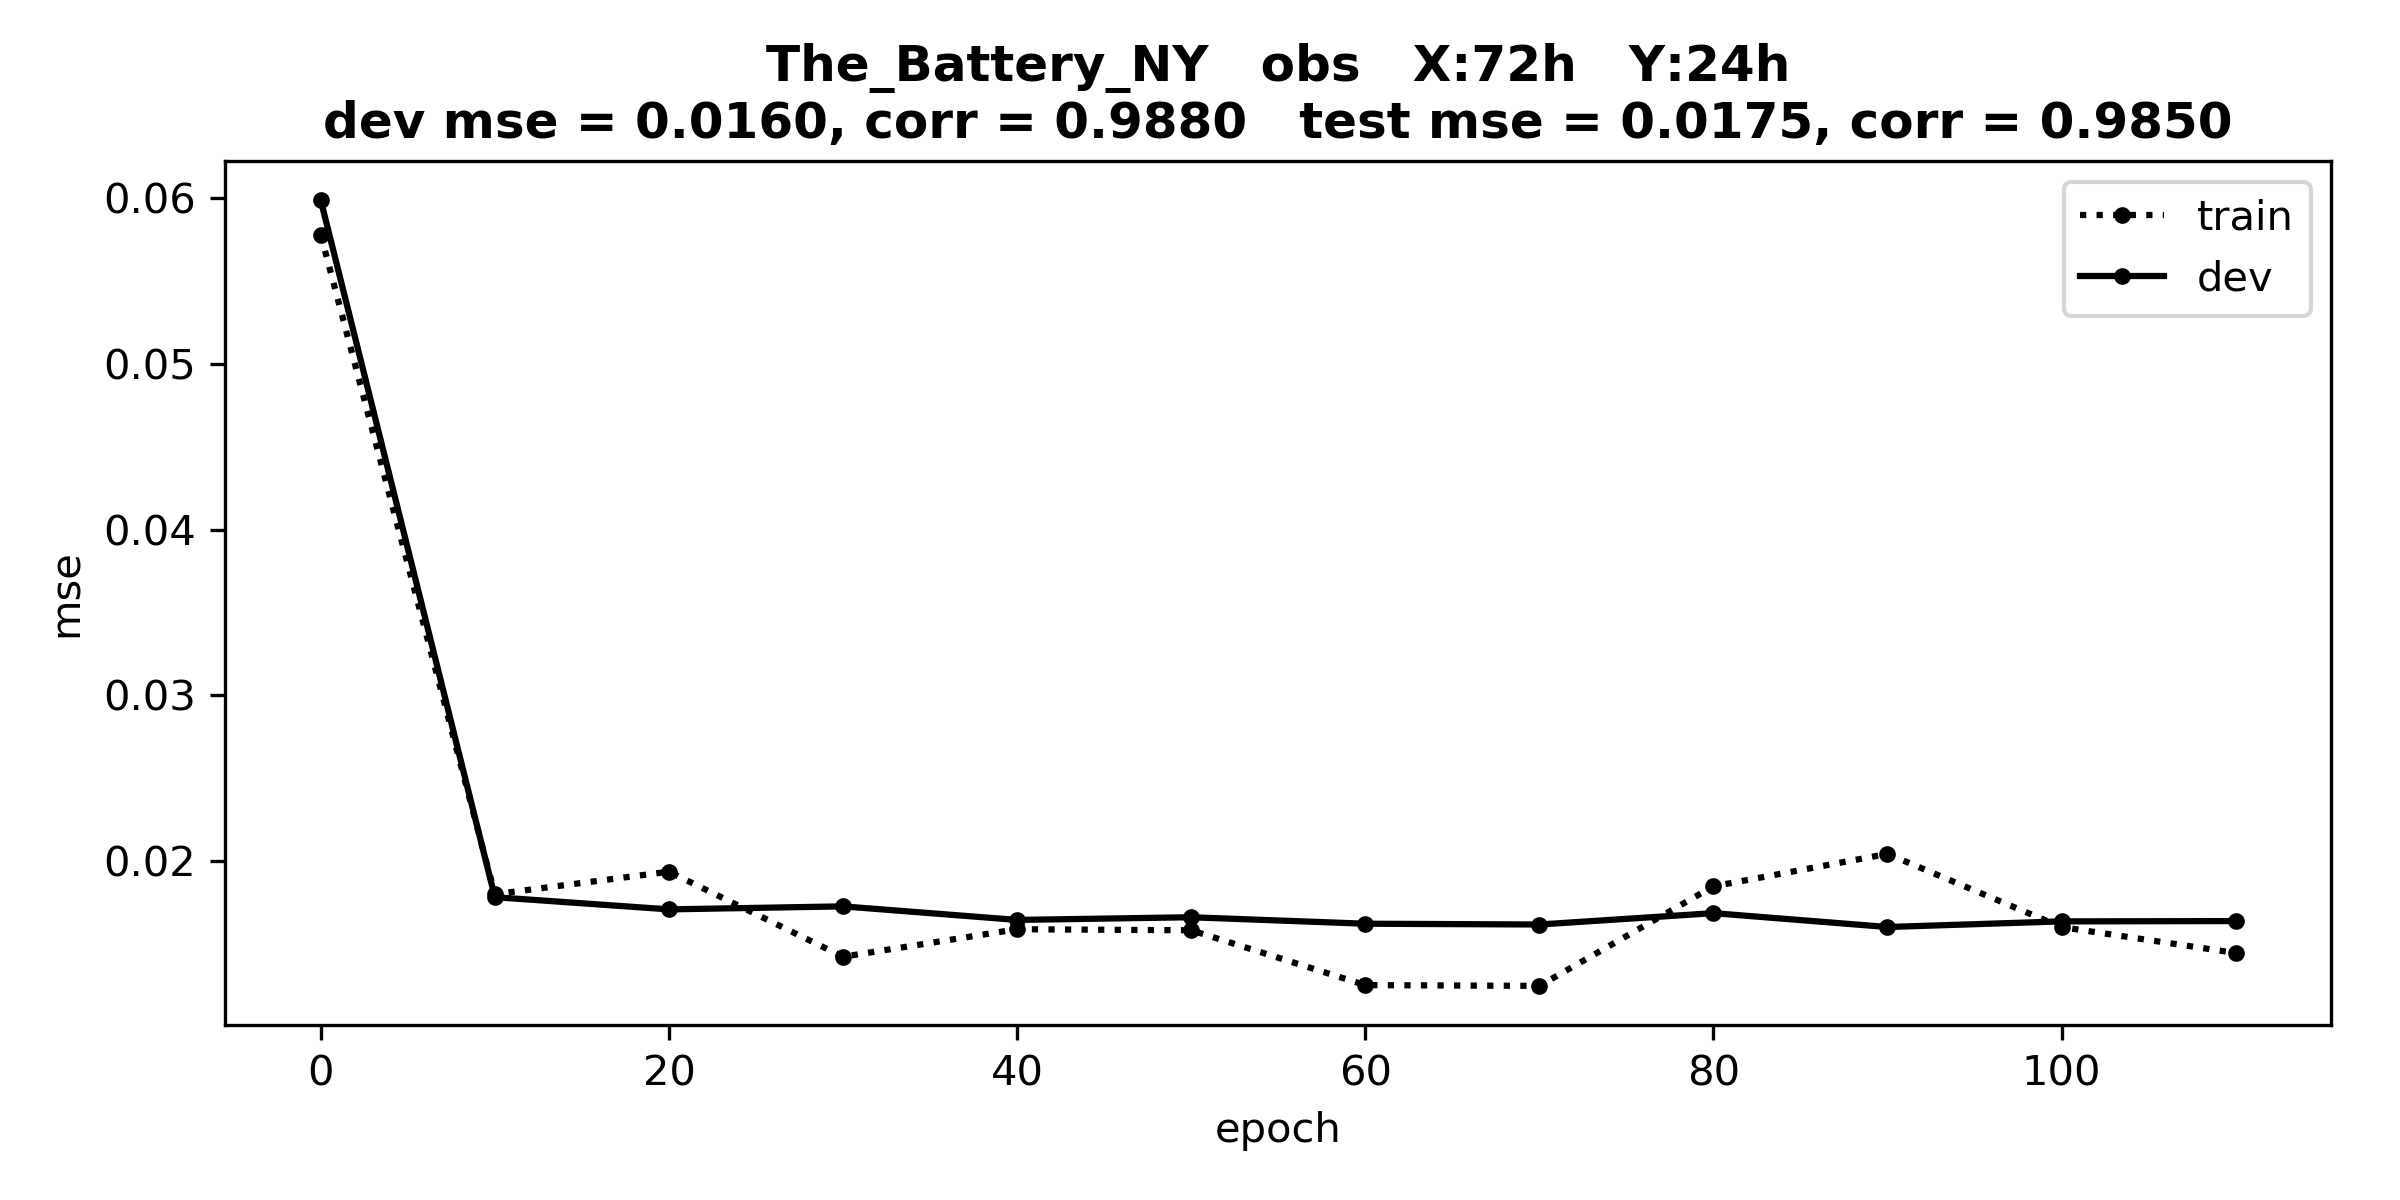 The_Battery_NY   obs   X:72h   Y:24h
dev mse = 0.0160, corr = 0.9880   test mse = 0.0175, corr = 0.9850
train
dev
0.06
0.05
0.04
0.03
0.02
mse
0 20 40 60 80 100
epoch